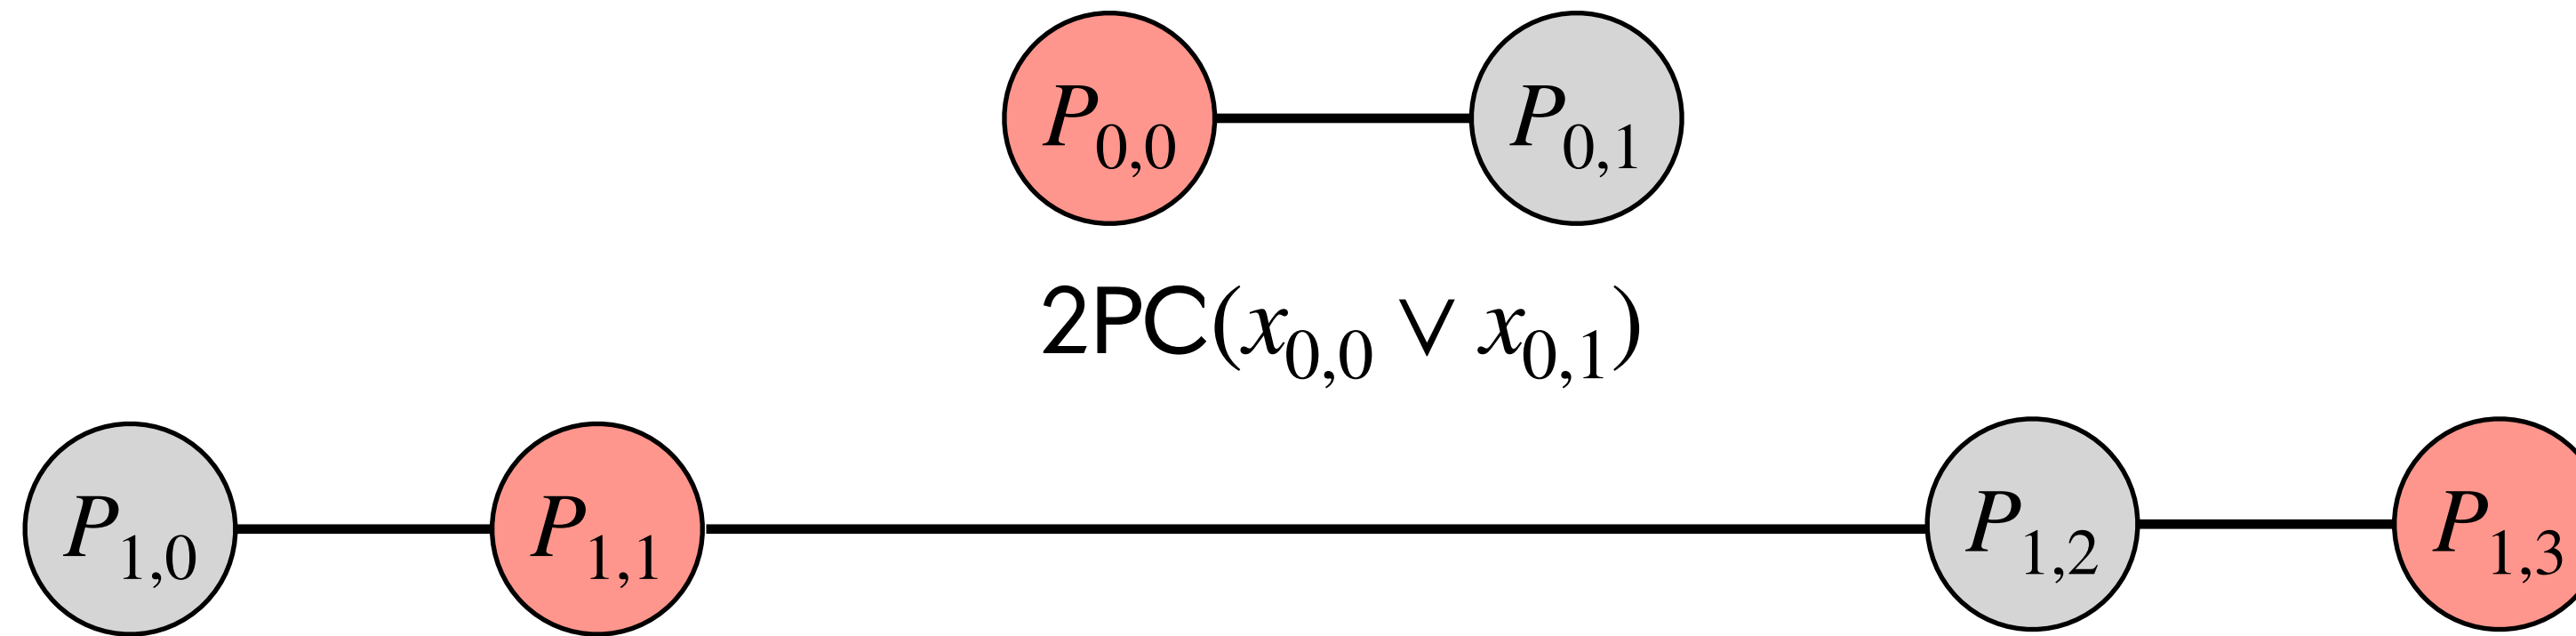 P0,0 P0,1
2PC(x0,0 ∨ x0,1)
P1,0 P1,1 P1,2 P1,3